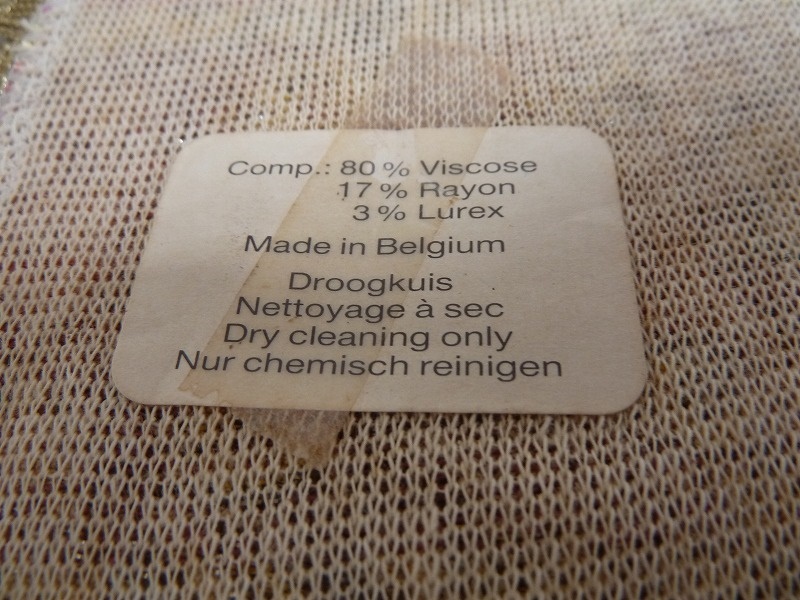 Comp.: 80% Viscose
17% Rayon
3% Lurex
Made in Belgium
Droogkuis
Nettoyage à sec
Dry cleaning only
Nur chemisch reinigen